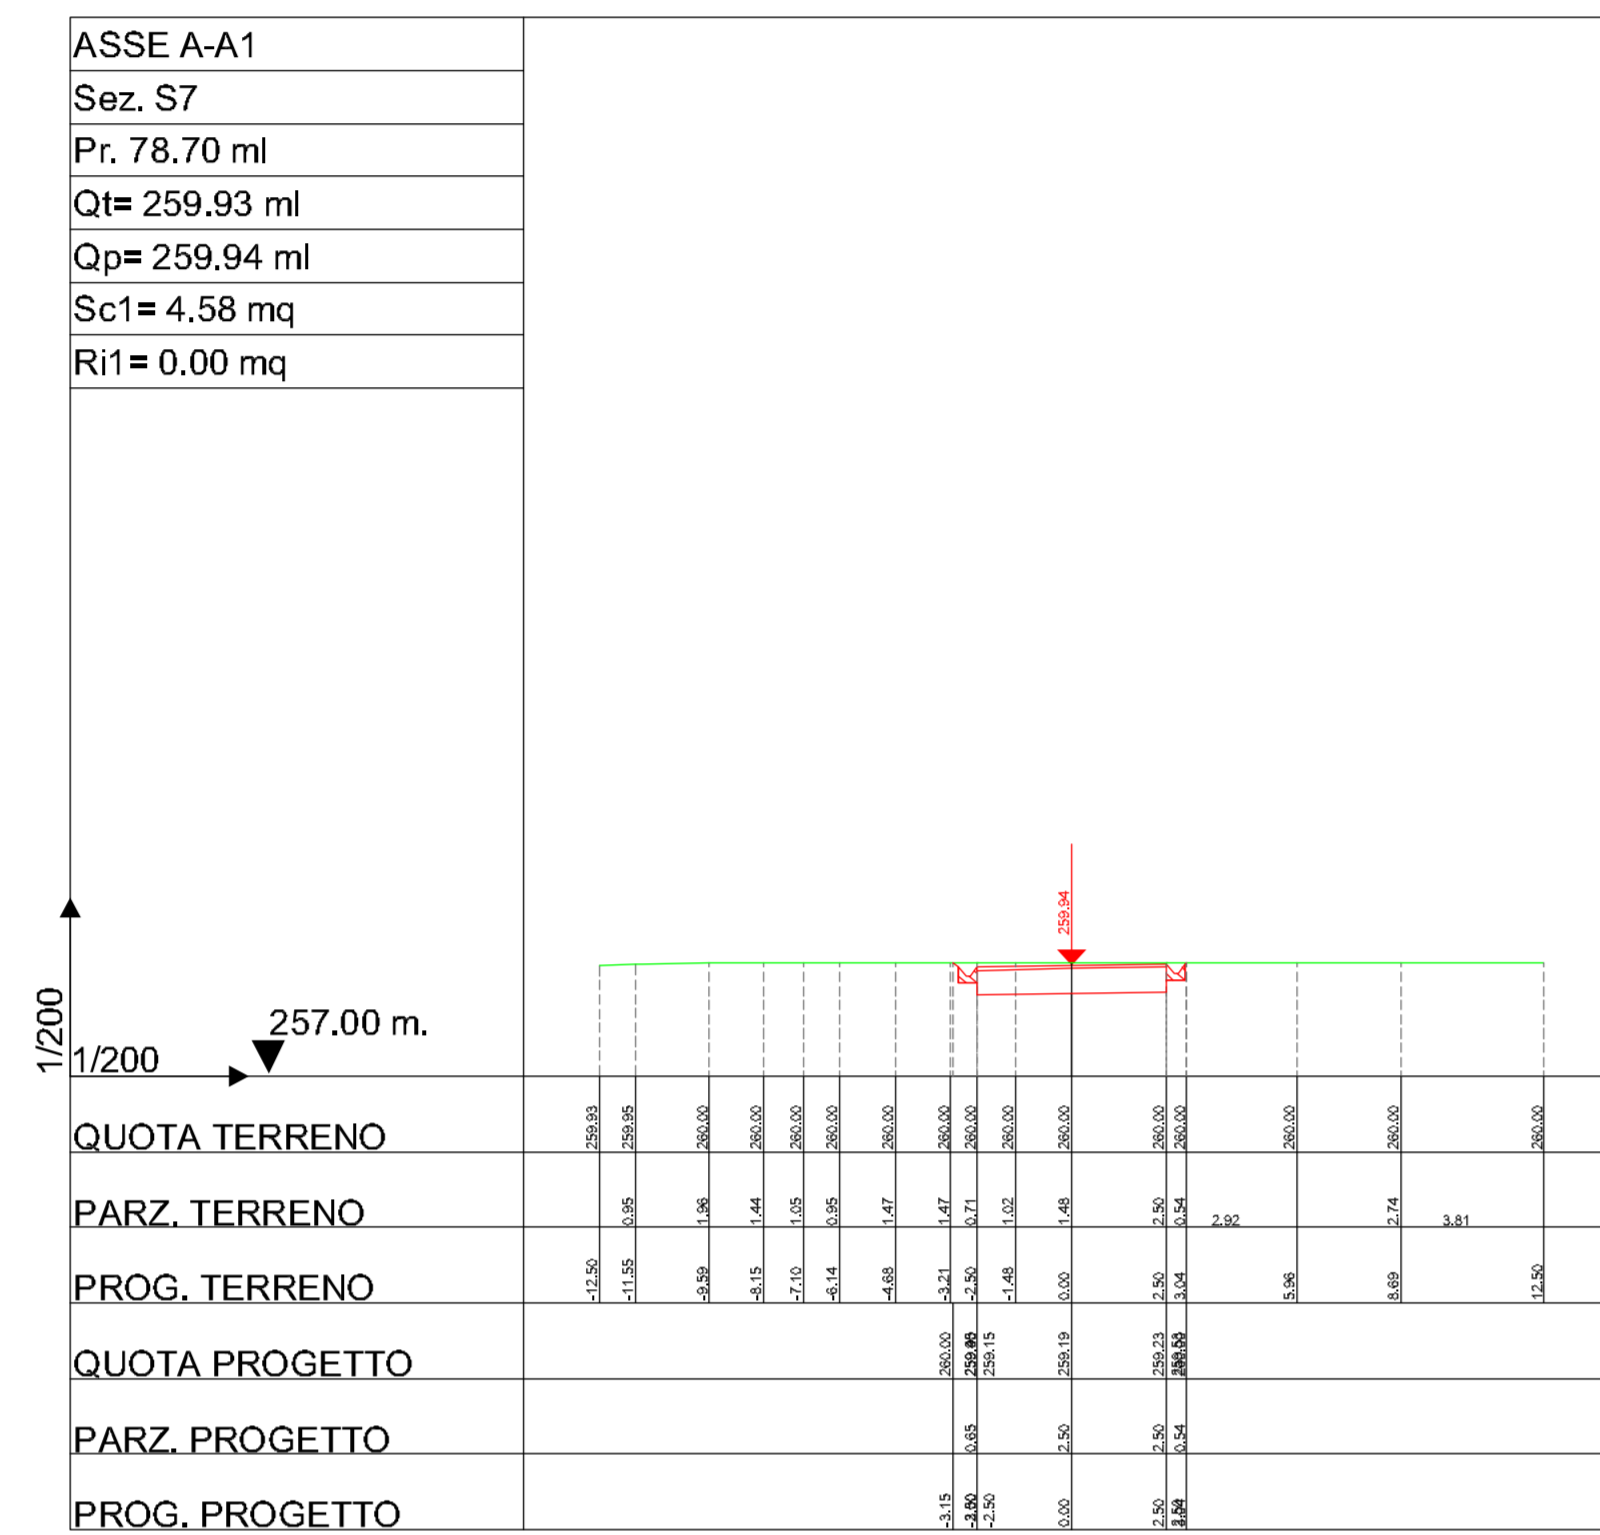 ASSE A-A1
Sez. S7
Pr. 78.70 ml
Qt= 259.93 ml
Qp= 259.94 ml
Sc1= 4.58 mq
Ri1= 0.00 mq
259.94
1/200
257.00 m.
1/200
QUOTA TERRENO 259.93 259.95 260.00 260.00 260.00 260.00 260.00 260.00 260.00 260.00 260.00 260.00 260.00 260.00 260.00 260.00
PARZ. TERRENO 0.95 1.96 1.44 1.05 0.95 1.47 1.47 0.71 1.02 1.48 2.50 0.54 2.92 2.74 3.81
PROG. TERRENO -12.50 -11.55 -9.59 -8.15 -7.10 -6.14 -4.68 -3.21 -2.50 -1.48 0.00 2.50 3.04 5.96 8.69 12.50
QUOTA PROGETTO 260.00 259.15 259.19 259.23
PARZ. PROGETTO 0.65 2.50 2.50 0.54
PROG. PROGETTO -3.15 -2.50 0.00 2.50